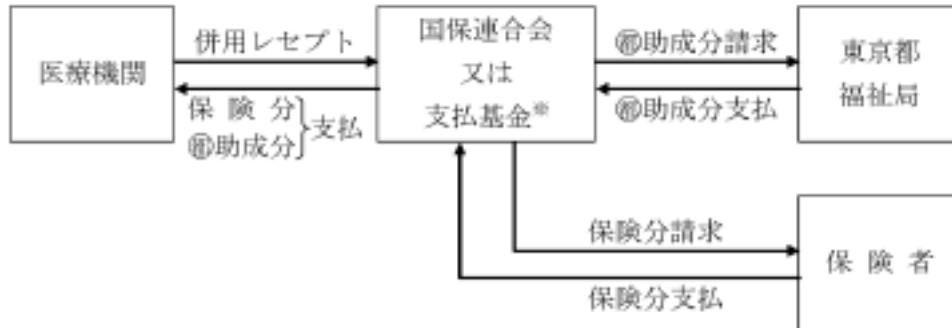 医療機関
併用レセプト
保険分
㊞助成分
支払
国保連合会
又は
支払基金※
助成分請求
助成分支払
東京都
福祉局
保険分請求
保険分支払
保険者